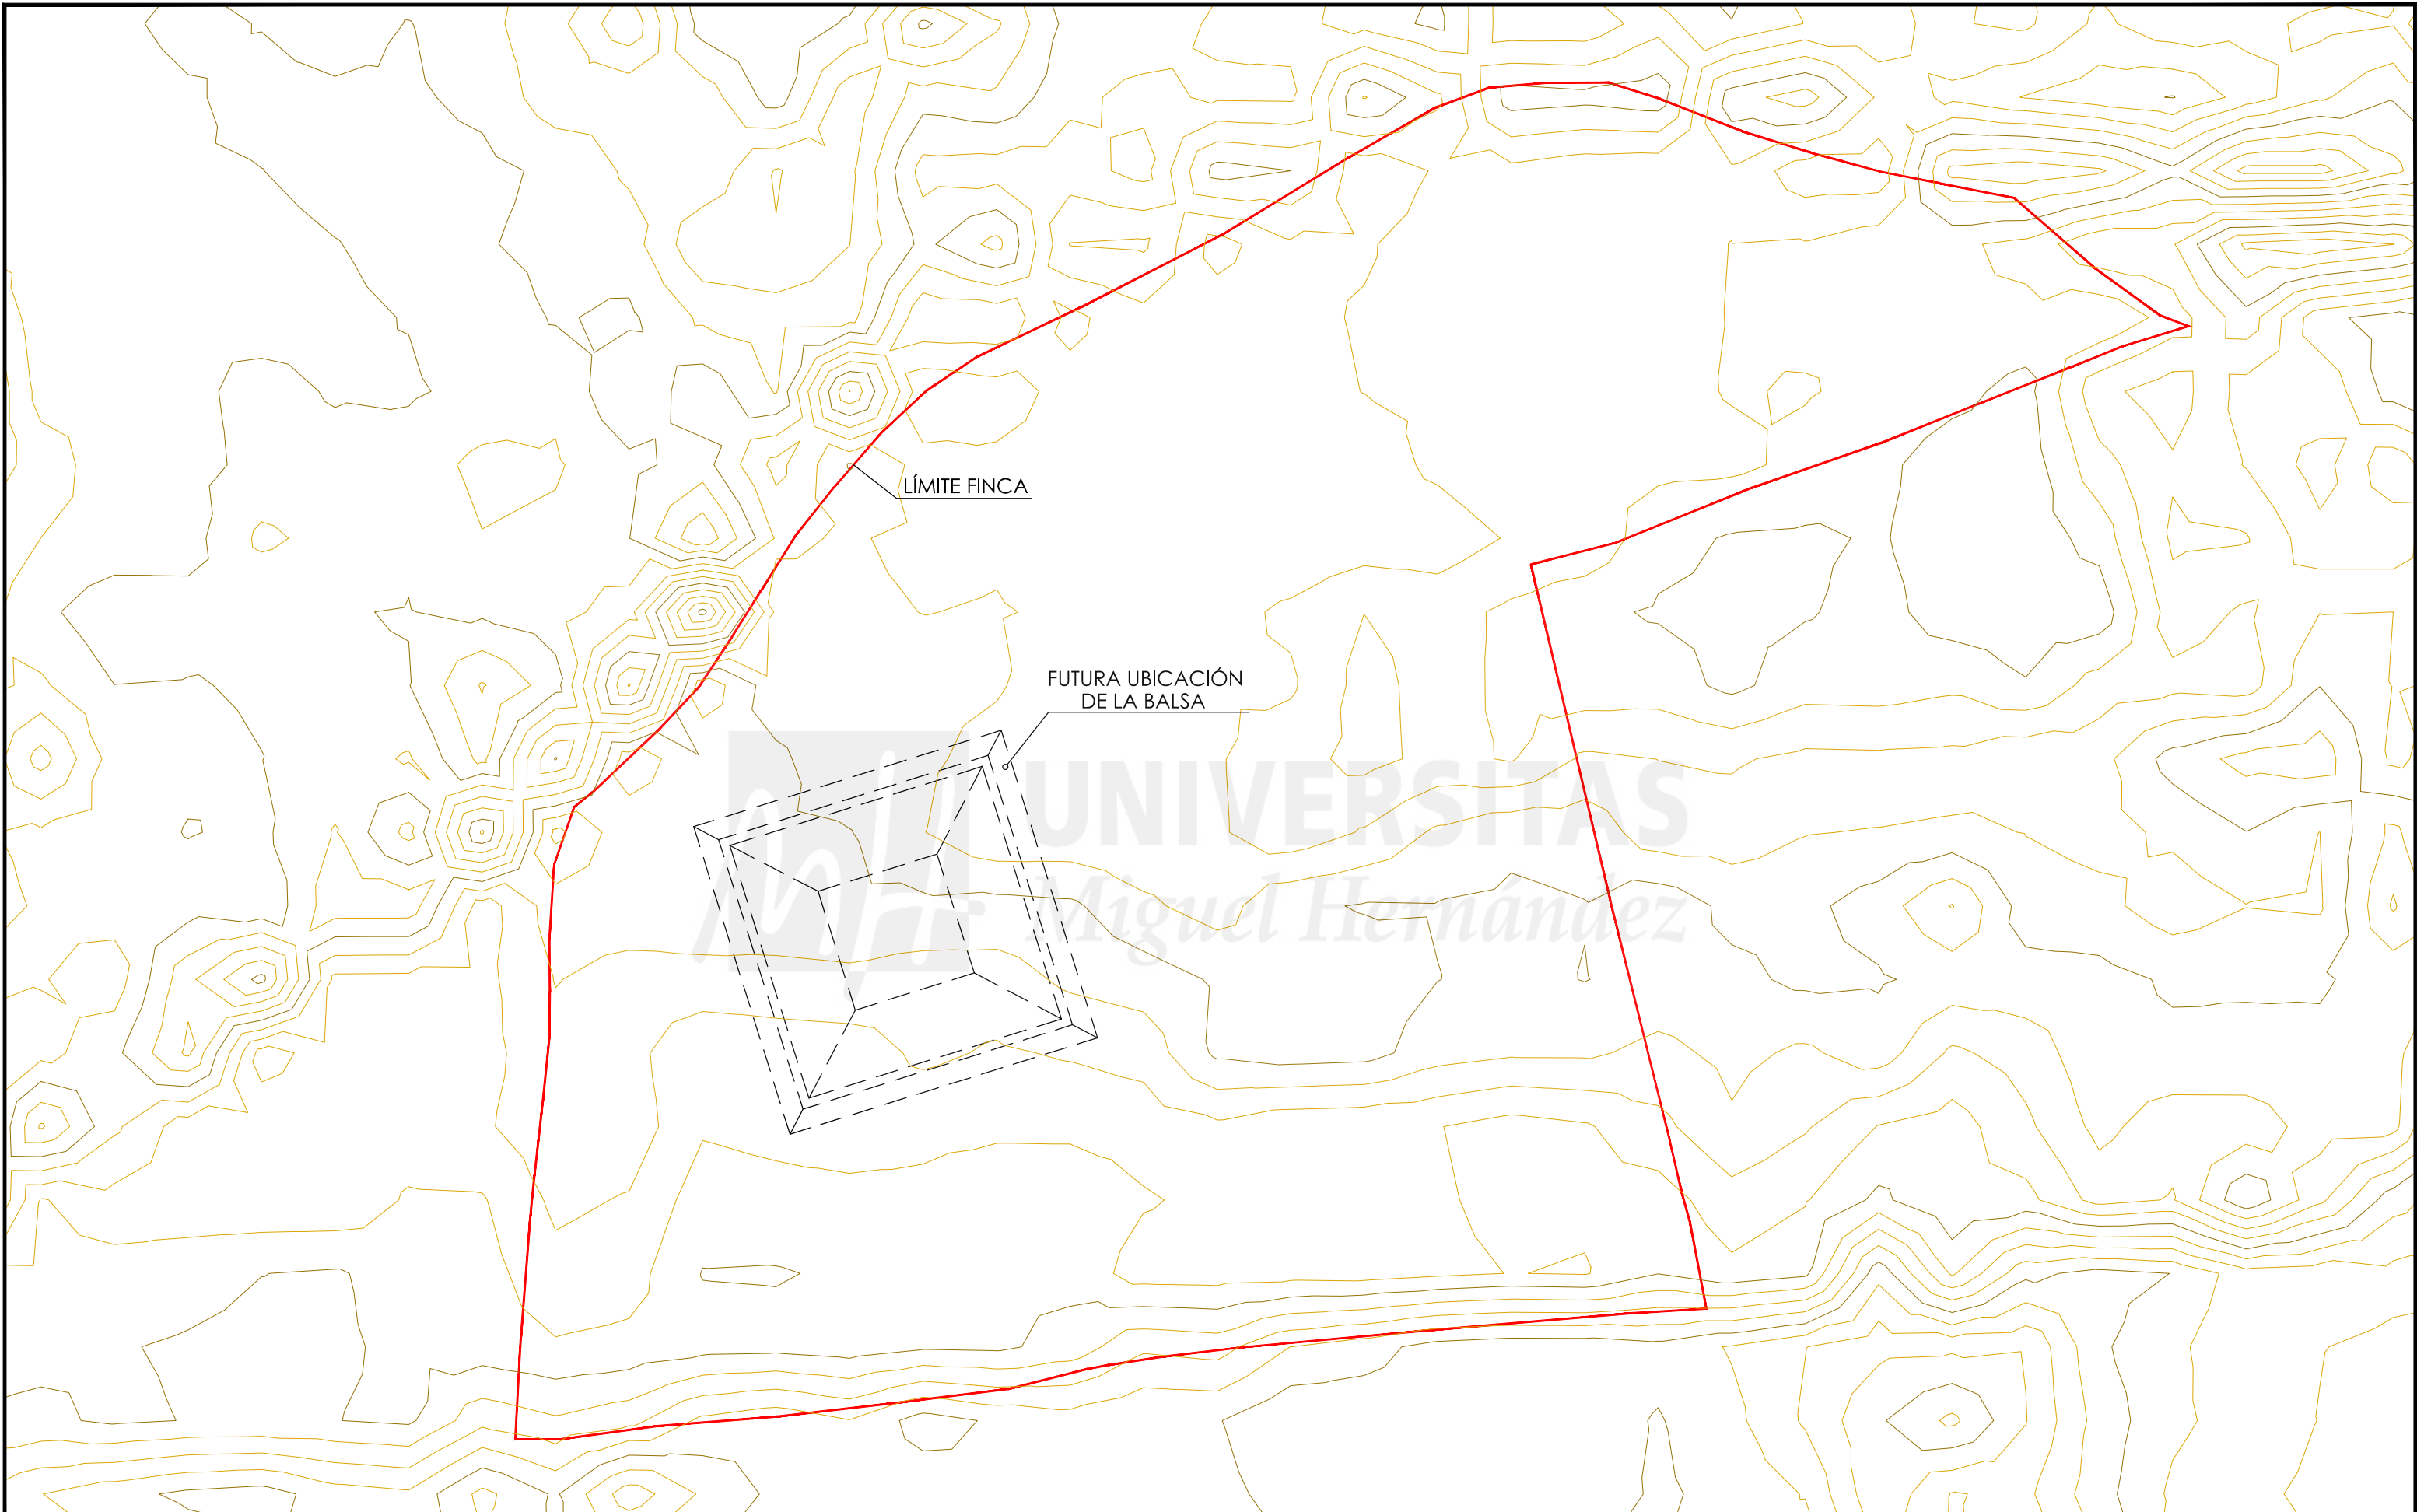 LÍMITE FINCA
FUTURA UBICACIÓN
DE LA BALSA
UNIVERSITAS
Miguel Hernández